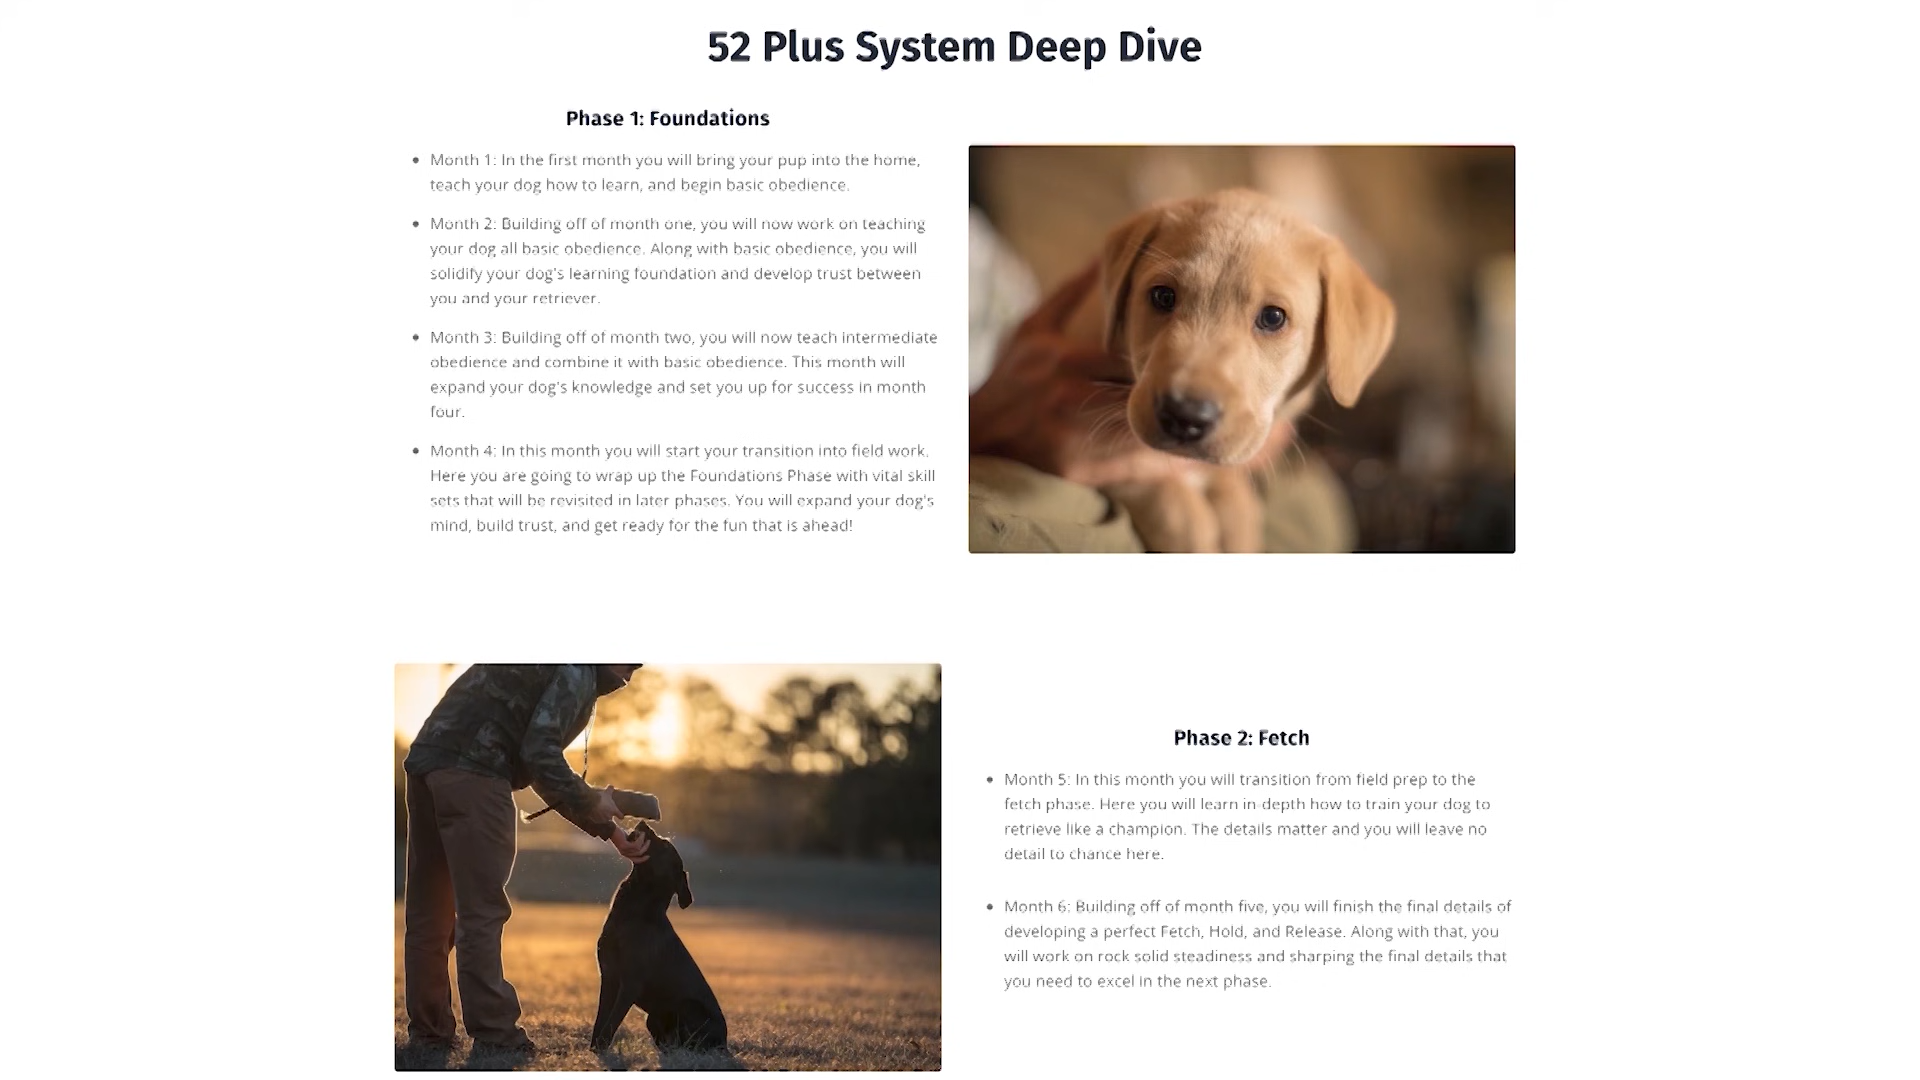 52 Plus System Deep Dive
Phase 1: Foundations
• Month 1: In the first month you will bring your pup into the home,
teach your dog how to learn, and begin basic obedience.
• Month 2: Building off of month one, you will now work on teaching
your dog all basic obedience. Along with basic obedience, you will
solidify your dog's learning foundation and develop trust between
you and your retriever.
• Month 3: Building off of month two, you will now teach intermediate
obedience and combine it with basic obedience. This month will
expand your dog's knowledge and set you up for success in month
four.
• Month 4: In this month you will start your transition into field work.
Here you are going to wrap up the Foundations Phase with vital skill
sets that will be revisited in later phases. You will expand your dog's
mind, build trust, and get ready for the fun that is ahead!
Phase 2: Fetch
• Month 5: In this month you will transition from field prep to the
fetch phase. Here you will learn in-depth how to train your dog to
retrieve like a champion. The details matter and you will leave no
detail to chance here.
• Month 6: Building off of month five, you will finish the final details of
developing a perfect Fetch, Hold, and Release. Along with that, you
will work on rock solid steadiness and sharping the final details that
you need to excel in the next phase.